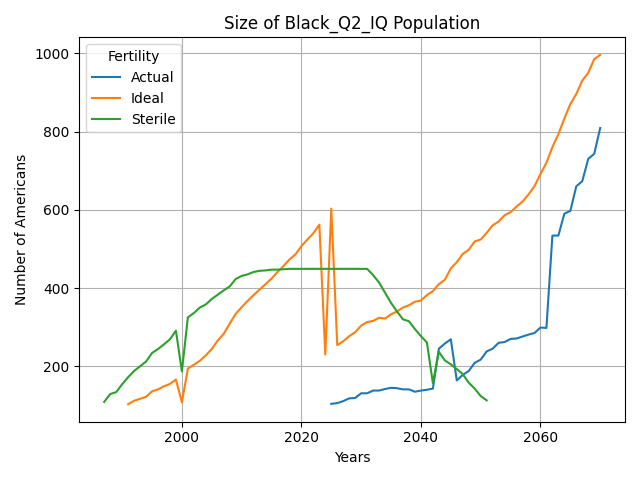 Size of Black_Q2_IQ Population
Fertility
Actual
Ideal
Sterile
Number of Americans
1000
800
600
400
200
2000
2020
2040
2060
Years